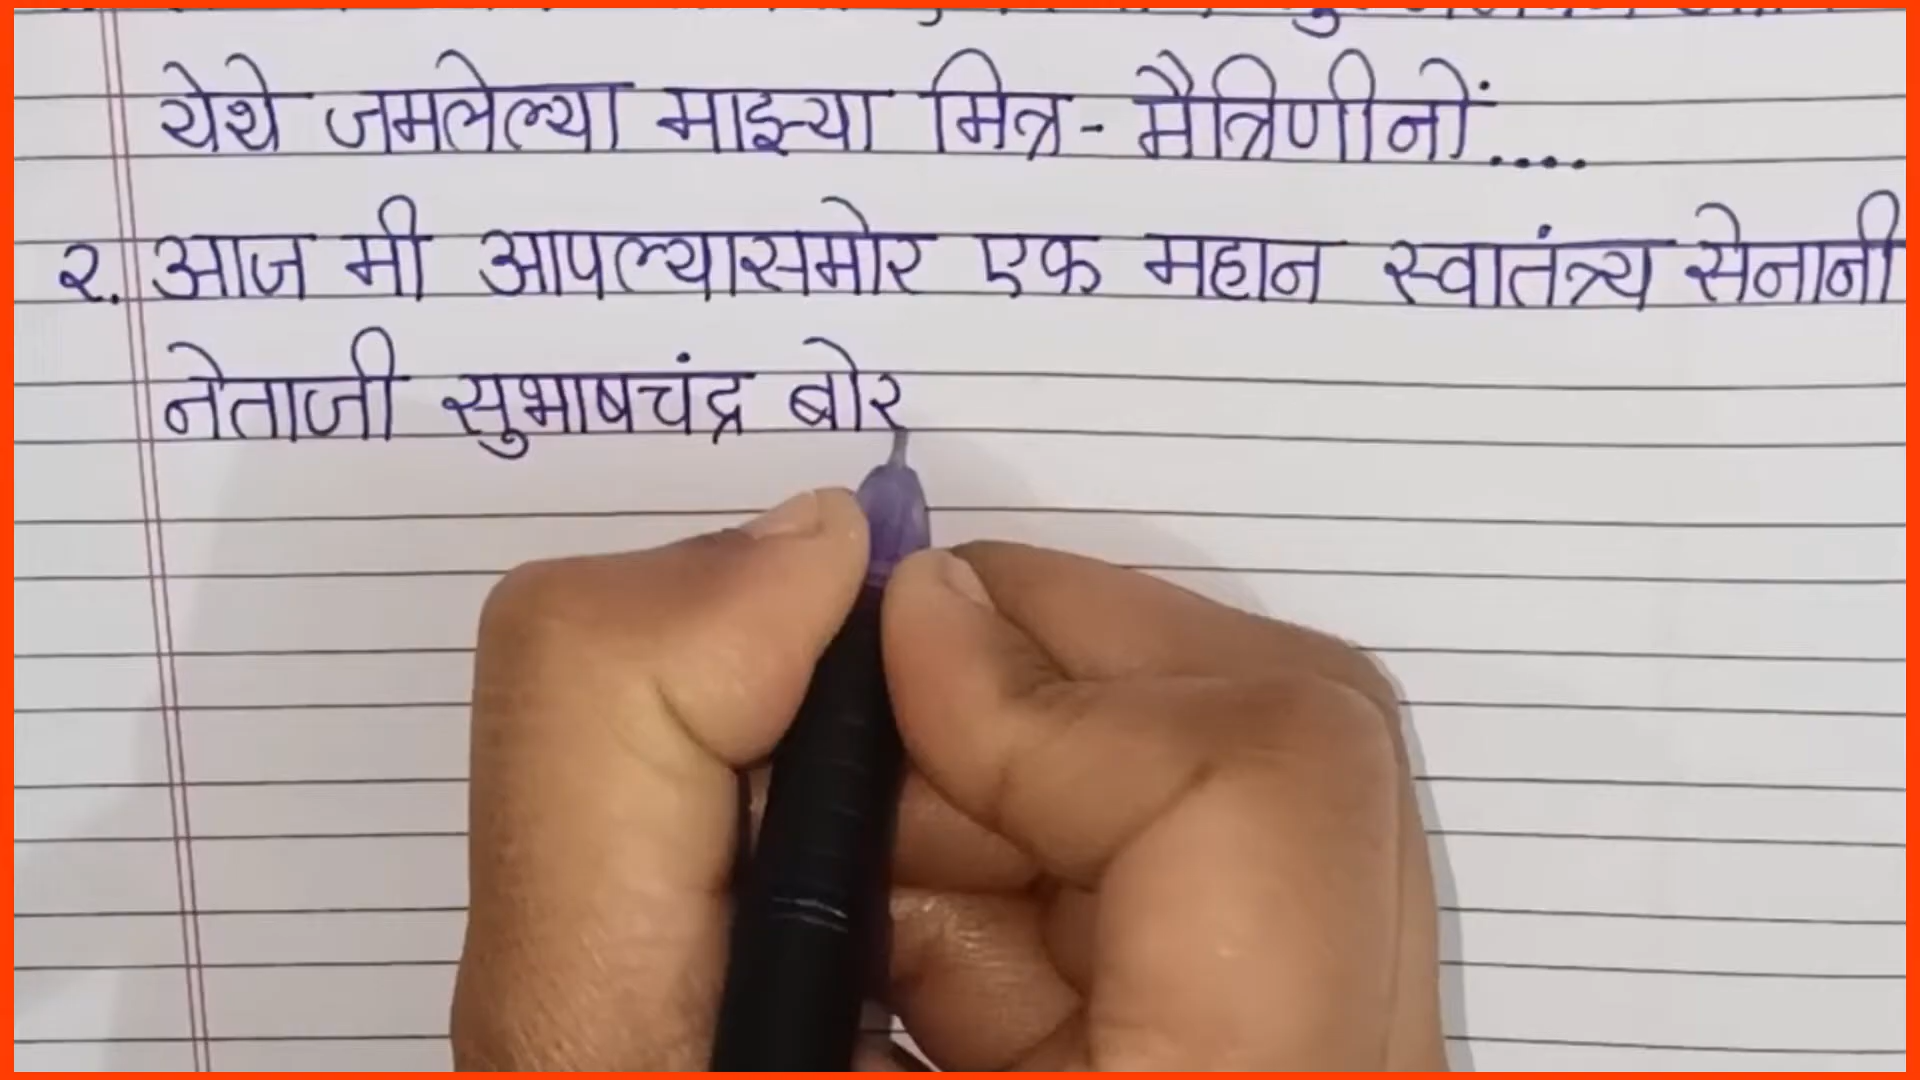 येथे जमलेल्या माझ्या मित्र- मैत्रिणीनों....
२. आज मी आपल्यासमोर एक महान स्वातंत्र्य सेनानी
नेताजी सुभाषचंद्र बोर